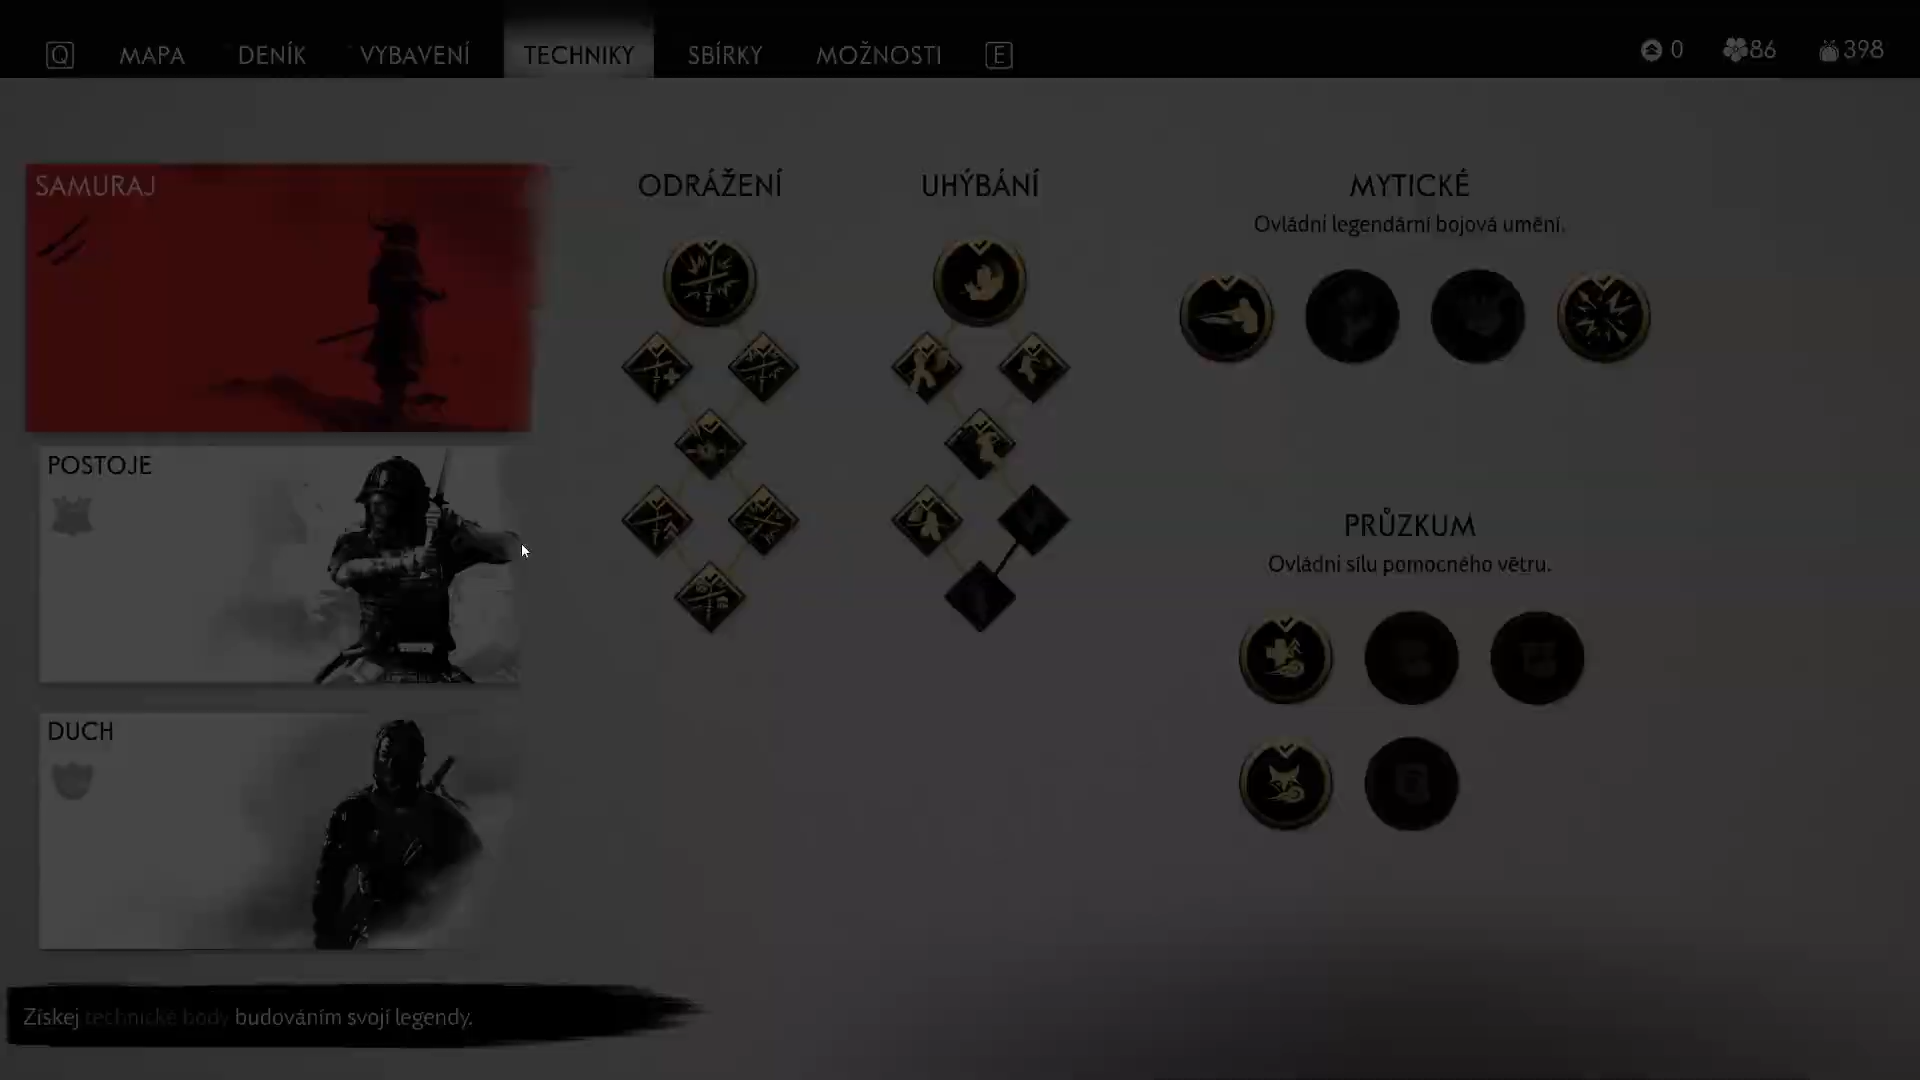 Q MAPA DENÍK VYBAVENÍ TECHNIKY SBÍRKY MOŽNOSTI E 0 86 398
SAMURAJ
POSTOJE
DUCH
ODRÁŽENÍ
UHÝBÁNÍ
MYTICKÉ
Ovládni legendární bojová umění.
PRŮZKUM
Ovládni sílu pomocného větru.
Získej technické body budováním svojí legendy.